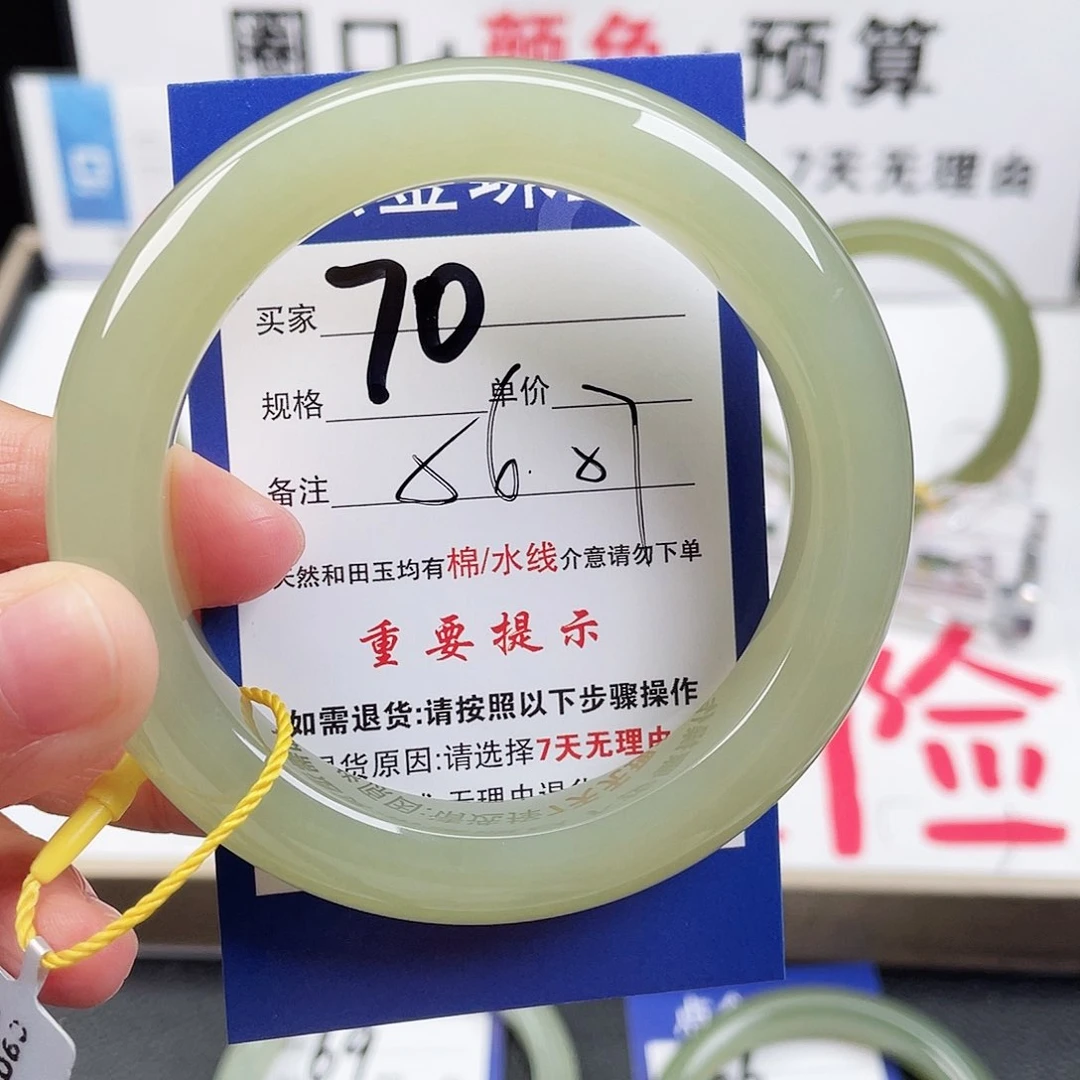 圈口·颜色·预算
7天无理由
买家 70
规格 单价
备注 56.87
天然和田玉均有棉/水线介意请勿下单
重要提示
如需退货:请按照以下步骤操作
退货原因:请选择7天无理由
无理由退货
险
69